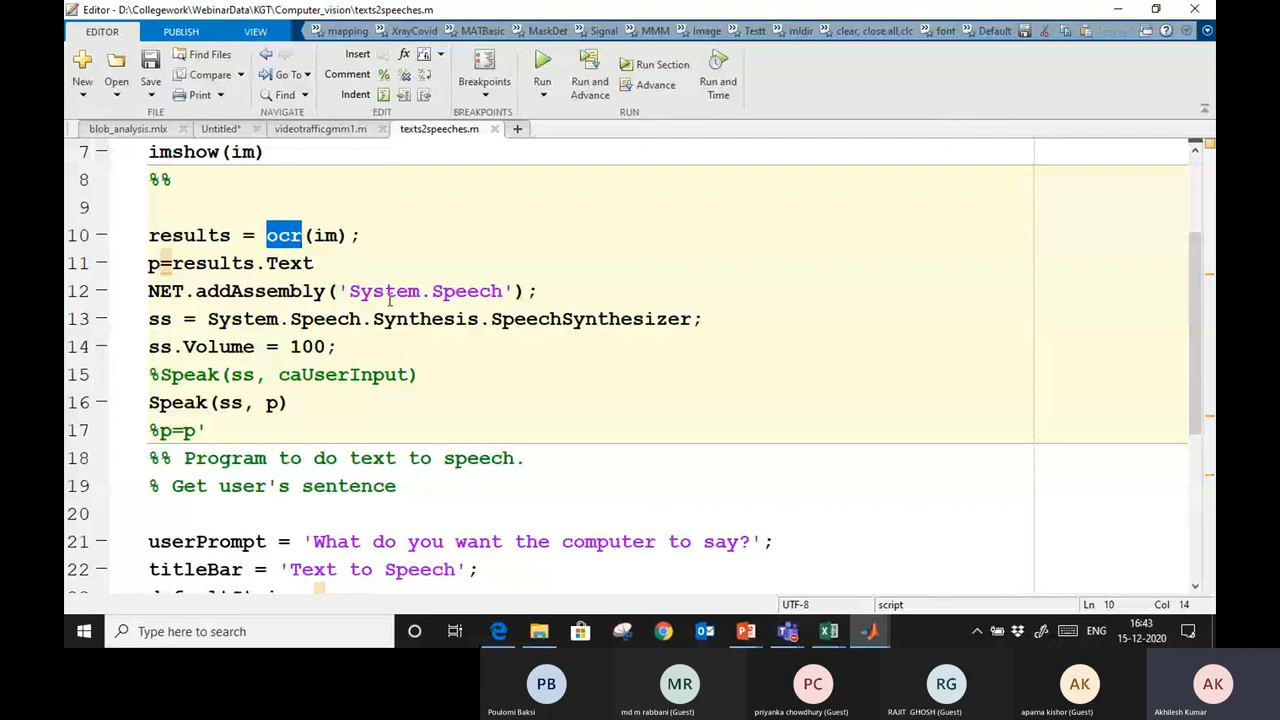 Editor - D:\Collegework\WebinarData\KGT\Computer_vision\texts2speeches.m
EDITOR PUBLISH VIEW mapping XrayCovid MATBasic MaskDet Signal MMM Image Testt mldir clear, close all,clc font Default
New Open Save Find Files Compare Print Go To Find Insert Comment Indent fx Breakpoints Run Run and Advance Run Section Advance Run and Time
FILE NAVIGATE EDIT BREAKPOINTS RUN
blob_analysis.mlx Untitled* videotrafficgmm1.m texts2speeches.m
7 imshow(im)
8 %%
9
10 results = ocr(im);
11 p=results.Text
12 NET.addAssembly('System.Speech');
13 ss = System.Speech.Synthesis.SpeechSynthesizer;
14 ss.Volume = 100;
15 %Speak(ss, caUserInput)
16 Speak(ss, p)
17 %p=p'
18 %% Program to do text to speech.
19 % Get user's sentence
20
21 userPrompt = 'What do you want the computer to say?';
22 titleBar = 'Text to Speech';
UTF-8 script Ln 10 Col 14
Type here to search ENG 16:43
15-12-2020
PB MR PC RG AK AK
Poulomi Baksi md m rabbani (Guest) priyanka chowdhury (Guest) RAJIT GHOSH (Guest) aparna kishor (Guest) Akhilesh Kumar